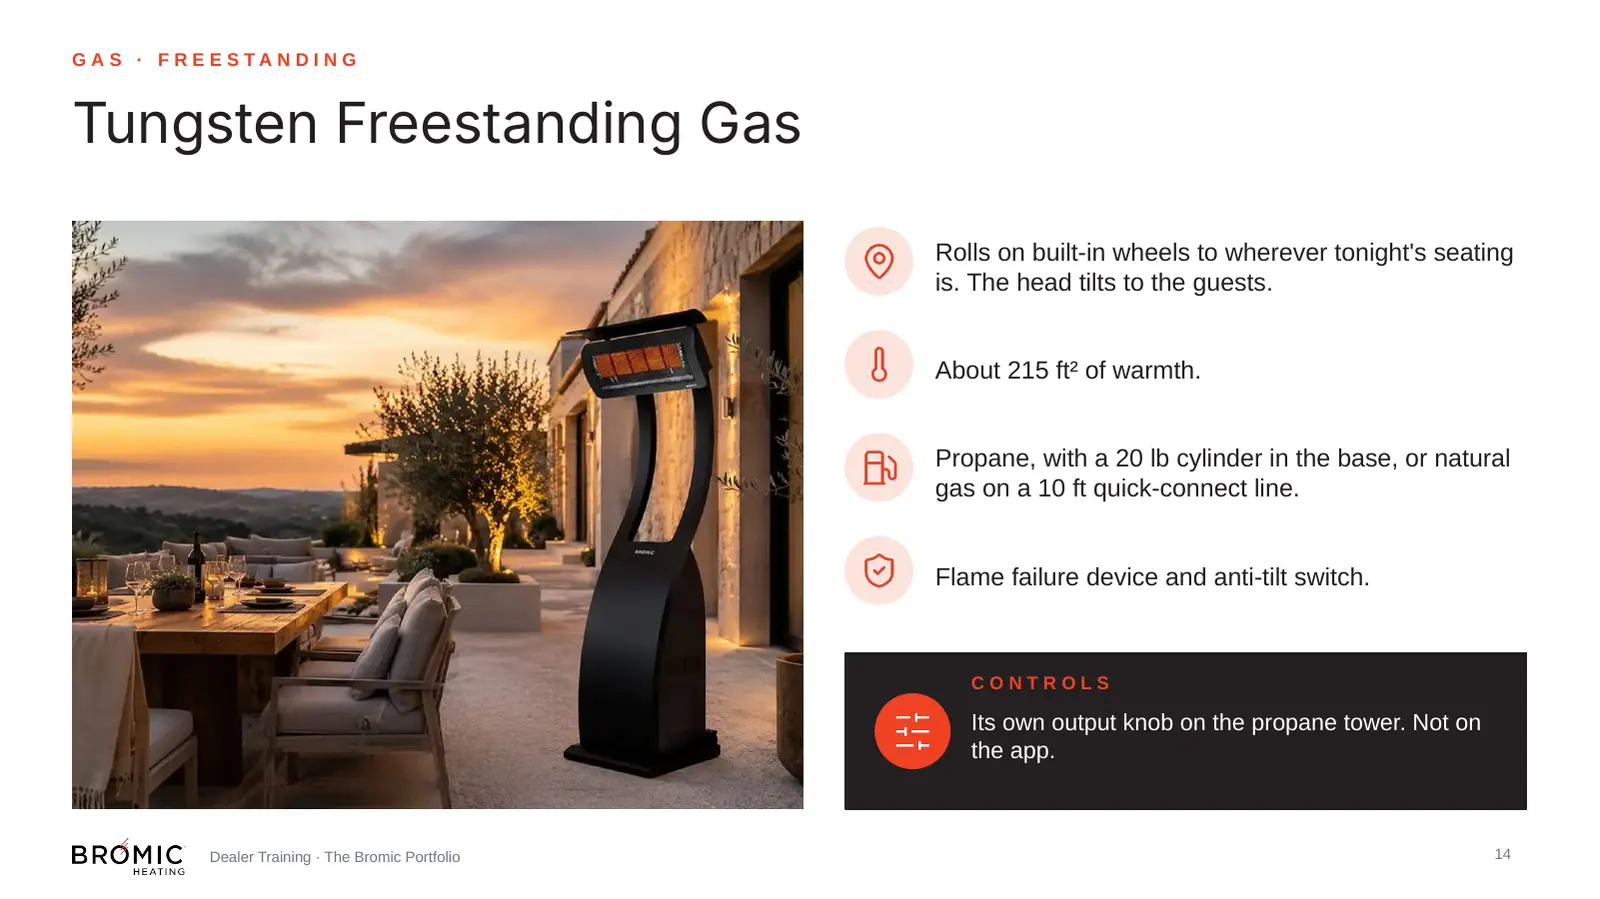 GAS · FREESTANDING
Tungsten Freestanding Gas
Rolls on built-in wheels to wherever tonight's seating
is. The head tilts to the guests.
About 215 ft² of warmth.
Propane, with a 20 lb cylinder in the base, or natural
gas on a 10 ft quick-connect line.
Flame failure device and anti-tilt switch.
CONTROLS
Its own output knob on the propane tower. Not on
the app.
BROMIC
BROMIC
HEATING
Dealer Training · The Bromic Portfolio
14